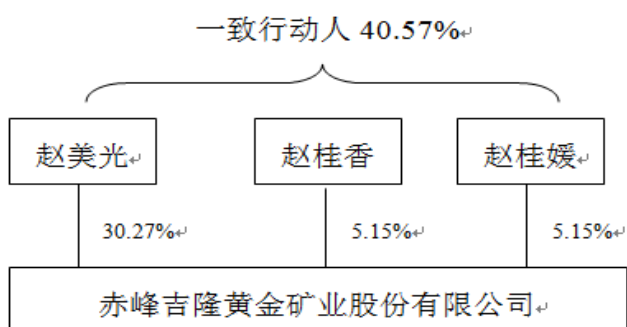 一致行动人 40.57%
赵美光 赵桂香 赵桂媛
30.27% 5.15% 5.15%
赤峰吉隆黄金矿业股份有限公司